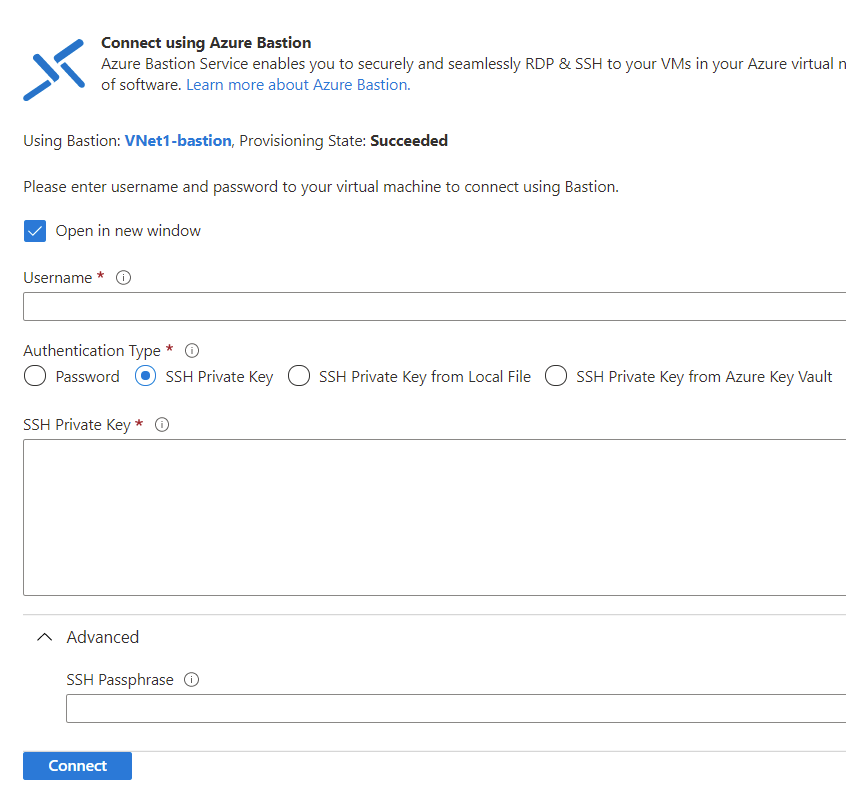 Connect using Azure Bastion
Azure Bastion Service enables you to securely and seamlessly RDP & SSH to your VMs in your Azure virtual
of software. Learn more about Azure Bastion.
Using Bastion: VNet1-bastion, Provisioning State: Succeeded
Please enter username and password to your virtual machine to connect using Bastion.
Open in new window
Username *
Authentication Type *
Password SSH Private Key SSH Private Key from Local File SSH Private Key from Azure Key Vault
SSH Private Key *
Advanced
SSH Passphrase
Connect